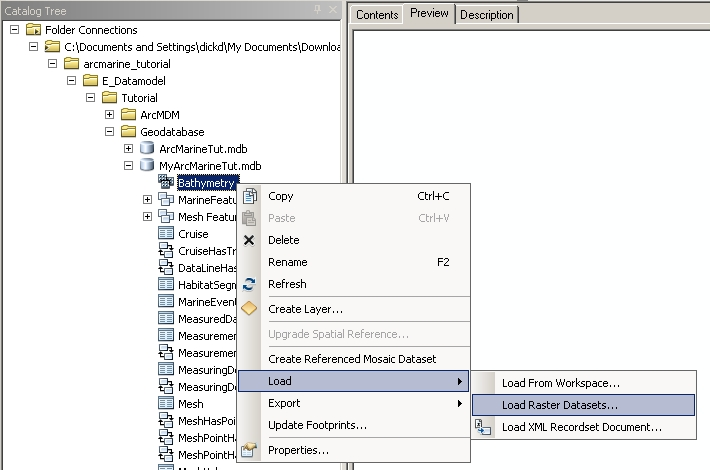 Catalog Tree
Contents
Preview
Description
Folder Connections
C:\Documents and Settings\dickd\My Documents\Downloa
arcmarine_tutorial
E_Datamodel
Tutorial
ArcMDM
Geodatabase
ArcMarineTut.mdb
MyArcMarineTut.mdb
Bathymetry
MarineFeatu
Mesh Featur
Cruise
CruiseHasTr
DataLineHas
HabitatSegm
MarineEvent
MeasuredDa
Measuremen
Measuremen
MeasuringDe
MeasuringDe
Mesh
MeshHasPoi
MeshPointHa
MeshPointHa
Copy Ctrl+C
Paste Ctrl+V
Delete
Rename F2
Refresh
Create Layer...
Upgrade Spatial Reference...
Create Referenced Mosaic Dataset
Load
Export
Update Footprints...
Properties...
Load From Workspace...
Load Raster Datasets...
Load XML Recordset Document...